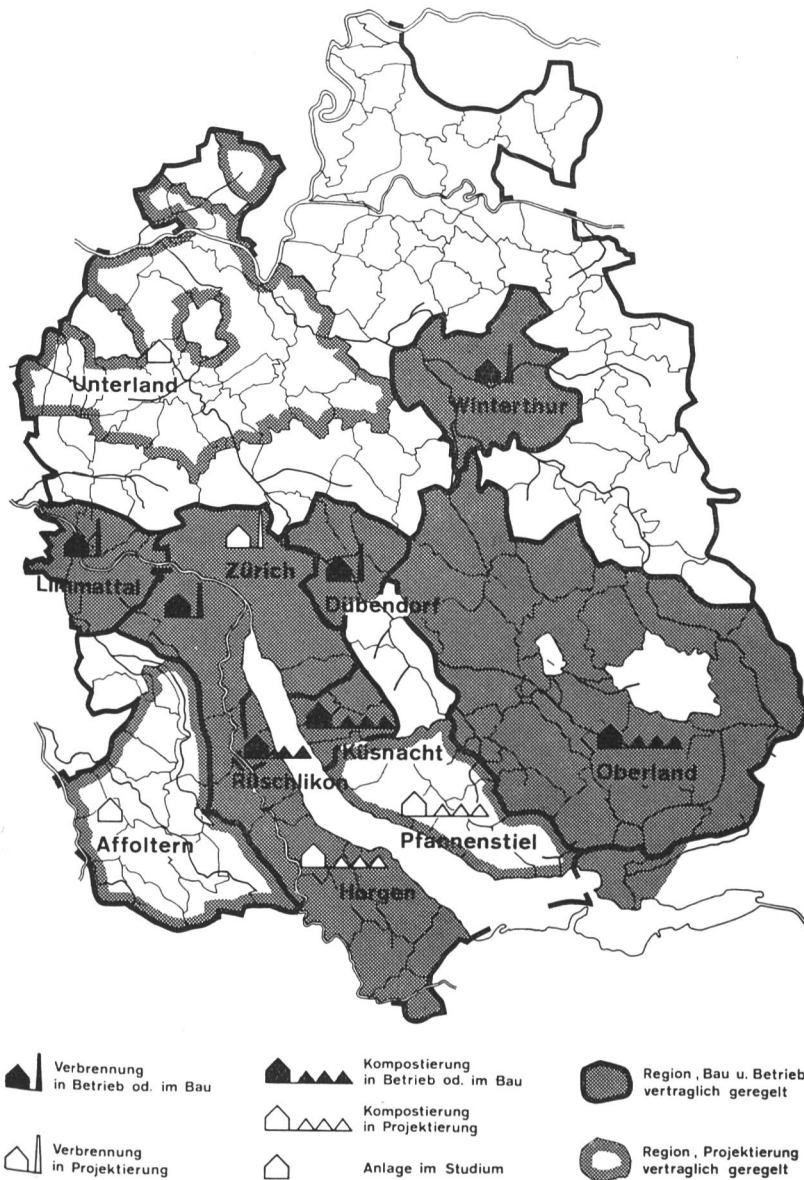 Unterland
Winterthur
Limmattal
Zürich
Dübendorf
Küsnacht
Rüschlikon
Oberland
Pfannenstiel
Affoltern
Horgen
Verbrennung
in Betrieb od. im Bau
Kompostierung
in Betrieb od. im Bau
Region, Bau u. Betrieb
vertraglich geregelt
Kompostierung
in Projektierung
Verbrennung
in Projektierung
Anlage im Studium
Region, Projektierung
vertraglich geregelt